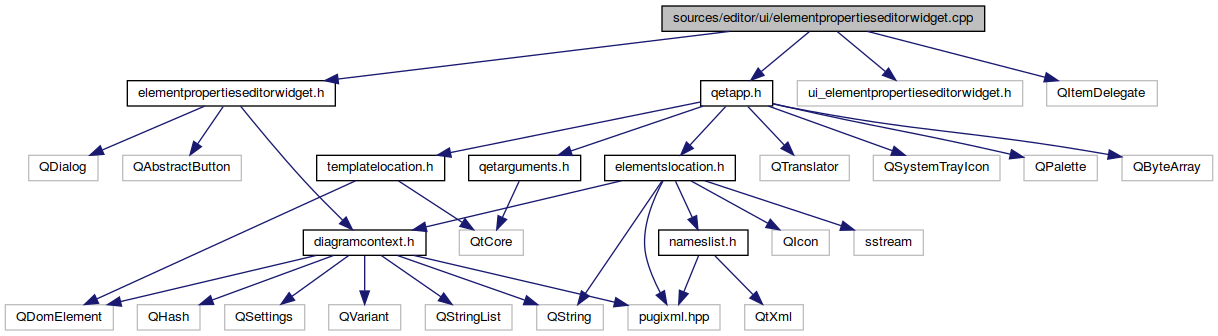 sources/editor/ui/elementpropertieseditorwidget.cpp
elementpropertieseditorwidget.h
qetapp.h
ui_elementpropertieseditorwidget.h
QItemDelegate
QDialog
QAbstractButton
templatelocation.h
qetarguments.h
elementslocation.h
QTranslator
QSystemTrayIcon
QPalette
QByteArray
diagramcontext.h
QtCore
nameslist.h
QIcon
sstream
QDomElement
QHash
QSettings
QVariant
QStringList
QString
pugixml.hpp
QtXml